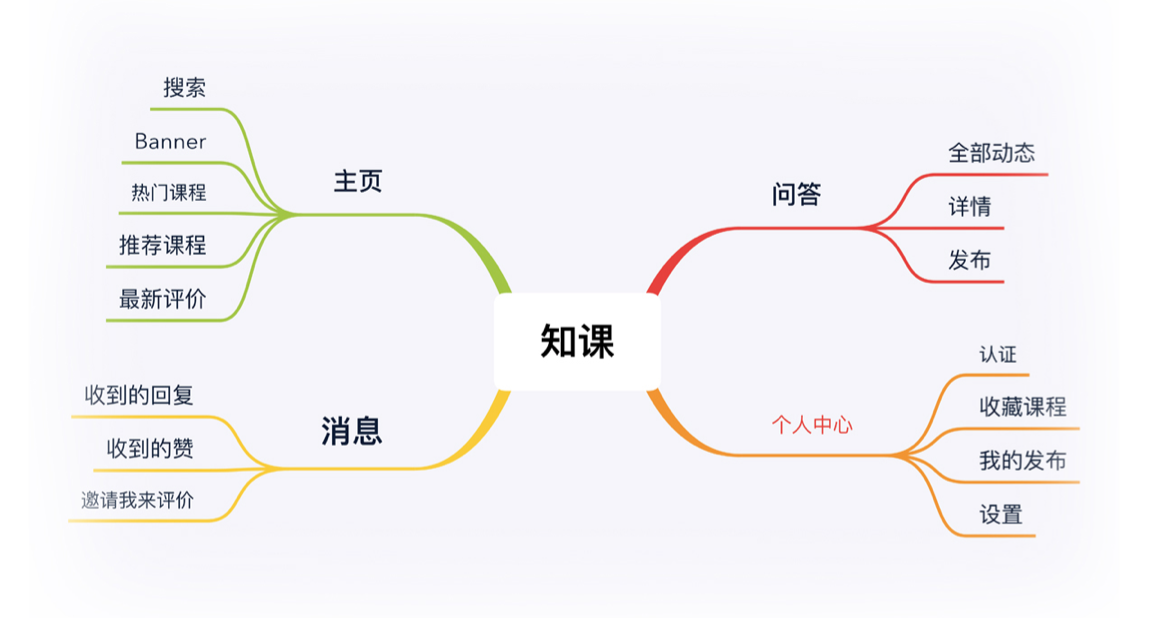 知课
主页
搜索
Banner
热门课程
推荐课程
最新评价
消息
收到的回复
收到的赞
邀请我来评价
问答
全部动态
详情
发布
个人中心
认证
收藏课程
我的发布
设置